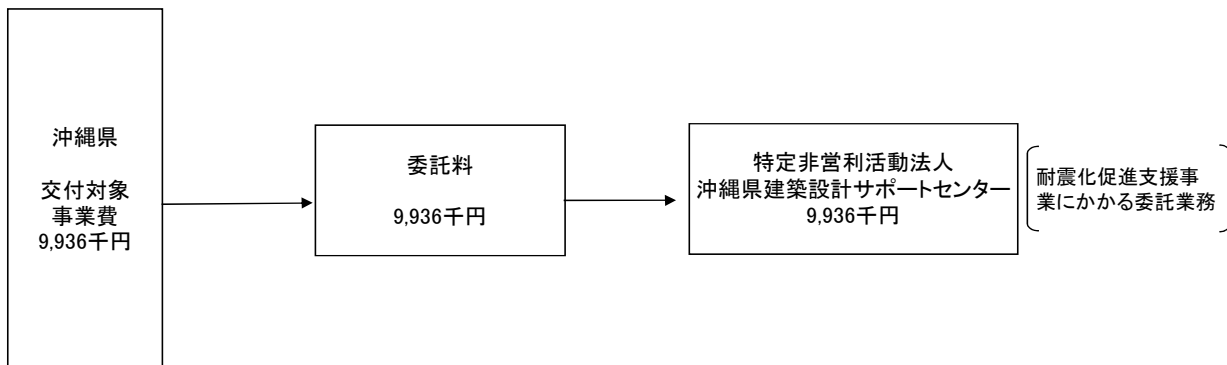 沖縄県
交付対象
事業費
9,936千円
委託料
9,936千円
特定非営利活動法人
沖縄県建築設計サポートセンター
9,936千円
耐震化促進支援事
業にかかる委託業務